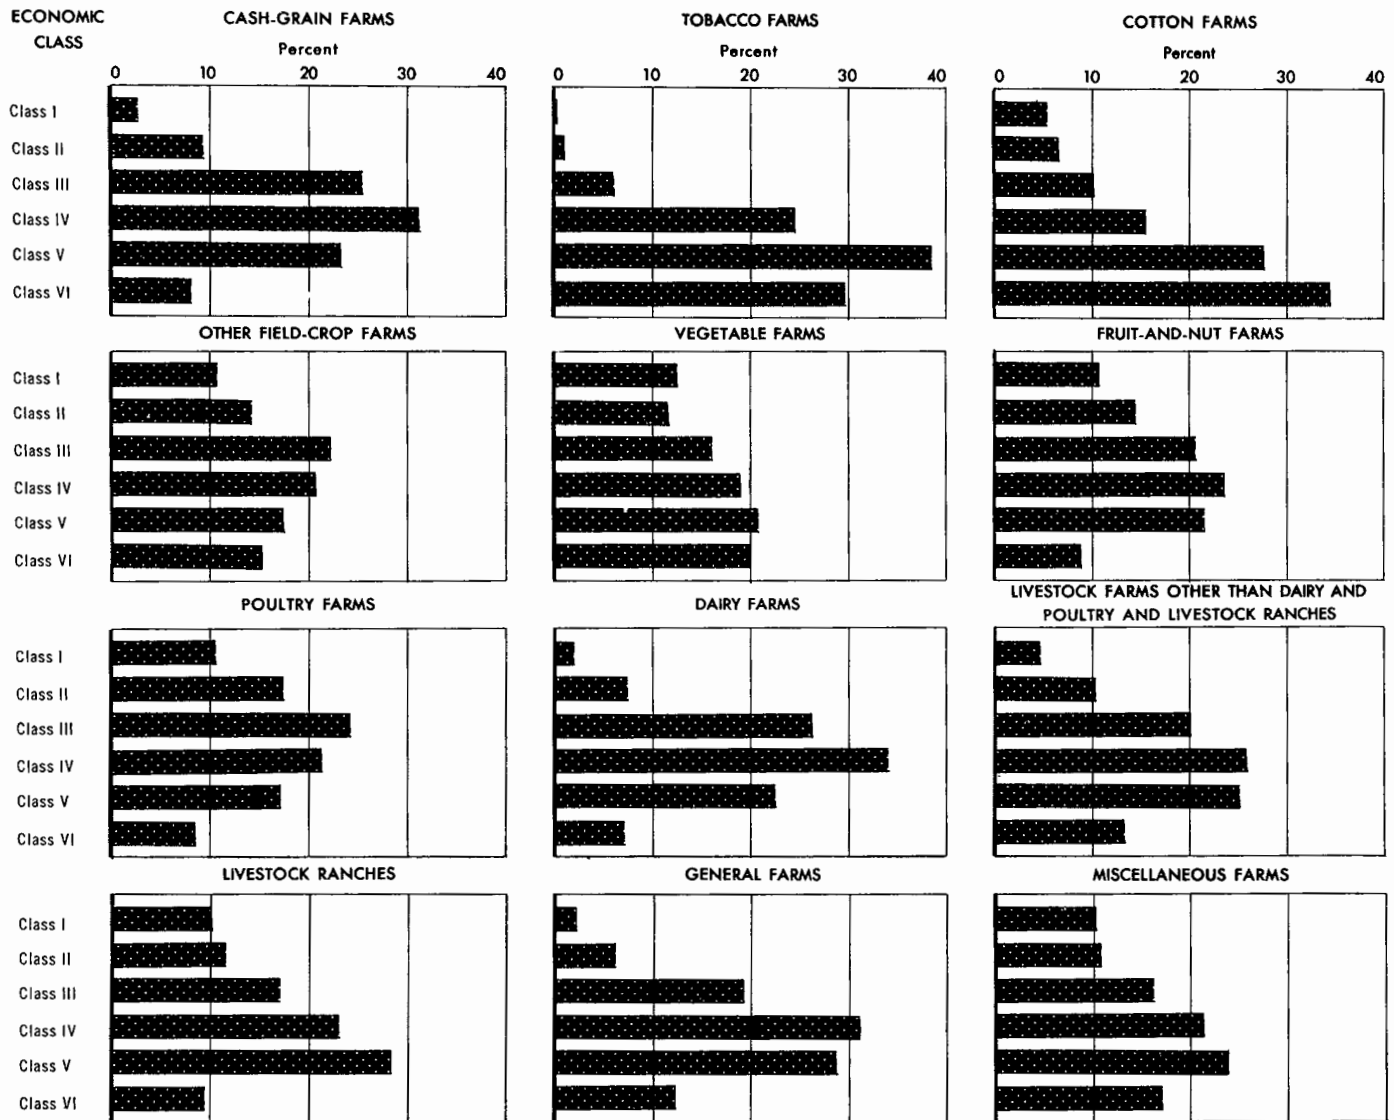 ECONOMIC
CLASS
CASH-GRAIN FARMS
Percent
0 10 20 30 40
TOBACCO FARMS
Percent
0 10 20 30 40
COTTON FARMS
Percent
0 10 20 30 40
Class I
Class II
Class III
Class IV
Class V
Class VI
OTHER FIELD-CROP FARMS
VEGETABLE FARMS
FRUIT-AND-NUT FARMS
Class I
Class II
Class III
Class IV
Class V
Class VI
POULTRY FARMS
DAIRY FARMS
LIVESTOCK FARMS OTHER THAN DAIRY AND
POULTRY AND LIVESTOCK RANCHES
Class I
Class II
Class III
Class IV
Class V
Class VI
LIVESTOCK RANCHES
GENERAL FARMS
MISCELLANEOUS FARMS
Class I
Class II
Class III
Class IV
Class V
Class VI